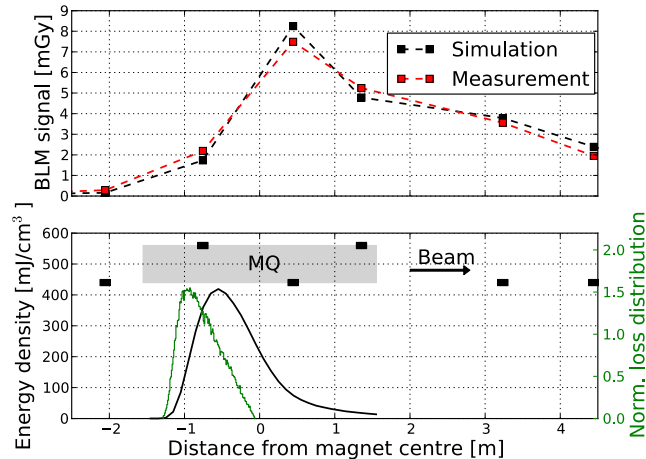 9
8
7
6
5
4
3
2
1
0
BLM signal [mGy]
Simulation
Measurement
600
500
400
300
200
100
0
Energy density [mJ/cm³]
MQ
Beam
2.0
1.5
1.0
0.5
0.0
Norm. loss distribution
−2 −1 0 1 2 3 4
Distance from magnet centre [m]